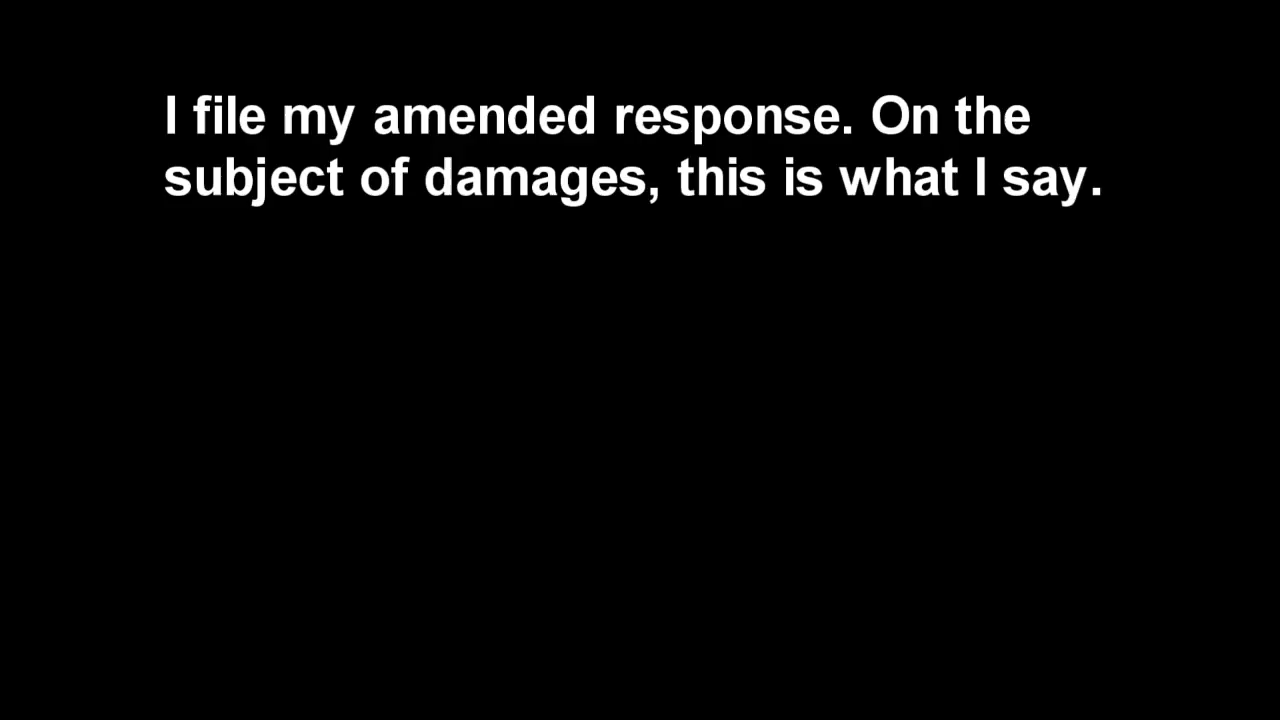 I file my amended response. On the
subject of damages, this is what I say.